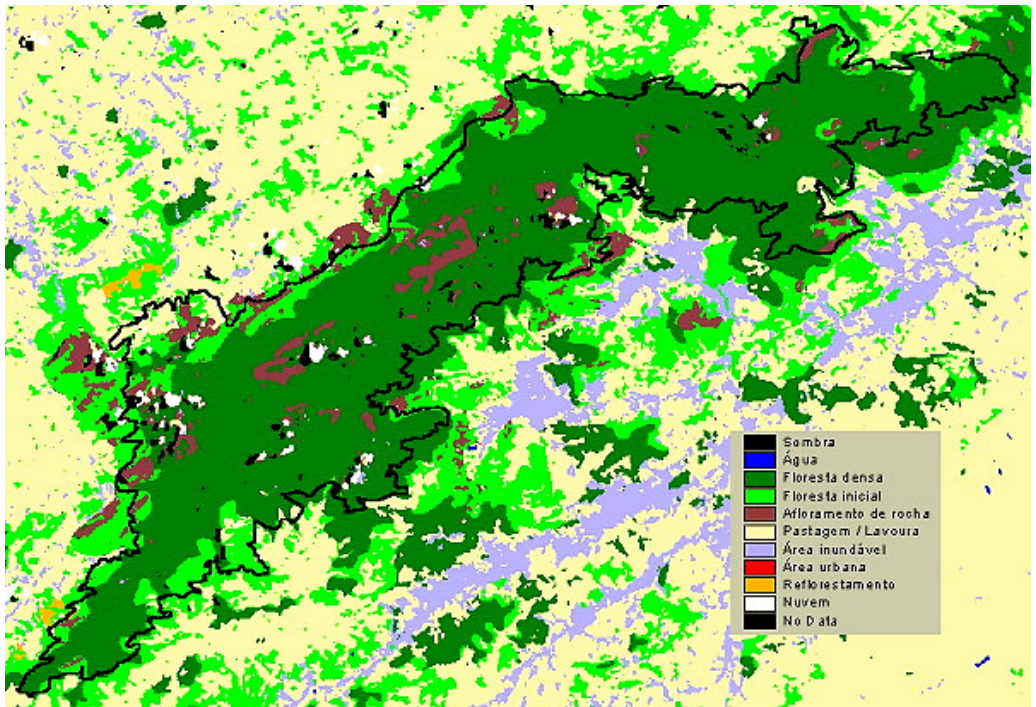 Sombra
Água
Floresta densa
Floresta inicial
Afloramento de rocha
Pastagem / Lavoura
Área inundável
Área urbana
Reflorestamento
Nuvem
No Data